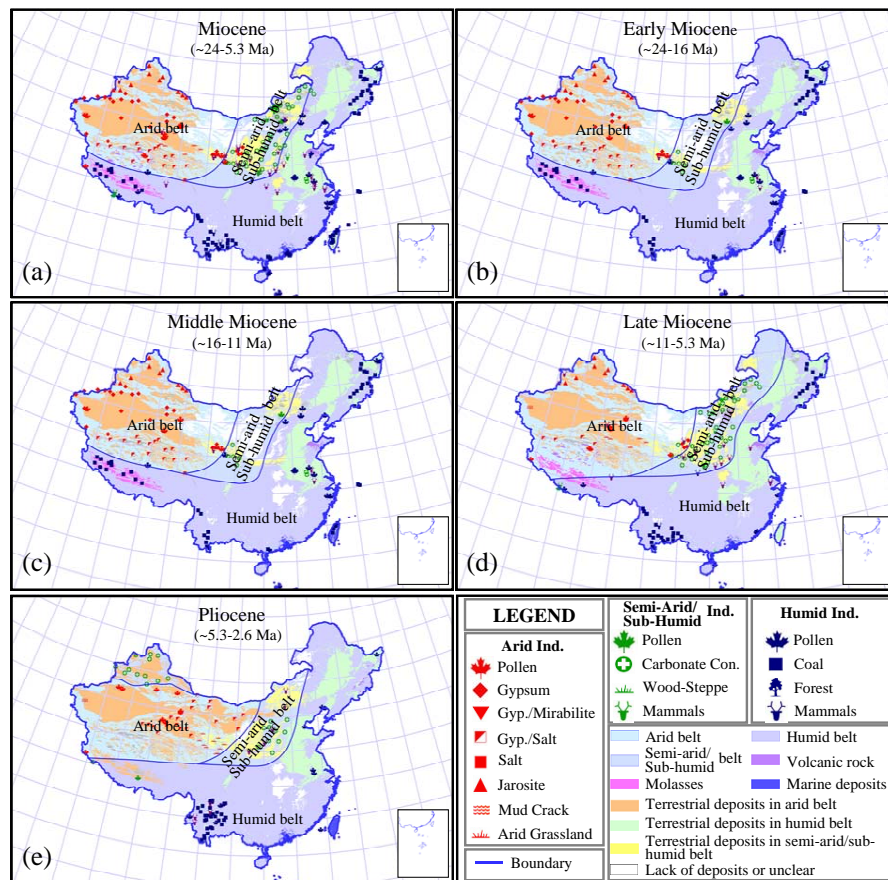 Miocene
(~24-5.3 Ma)
Arid belt
Semi-arid belt
Sub-humid
Humid belt
(a)
Early Miocene
(~24-16 Ma)
Arid belt
Semi-arid belt
Sub-humid
Humid belt
(b)
Middle Miocene
(~16-11 Ma)
Arid belt
Semi-arid belt
Sub-humid
Humid belt
(c)
Late Miocene
(~11-5.3 Ma)
Arid belt
Semi-arid belt
Sub-humid
Humid belt
(d)
Pliocene
(~5.3-2.6 Ma)
Arid belt
Semi-arid
Sub-humid belt
Humid belt
(e)
LEGEND
Arid Ind.
Pollen
Gypsum
Gyp./Mirabilite
Gyp./Salt
Salt
Jarosite
Mud Crack
Arid Grassland
Boundary
Semi-Arid/ Ind.
Sub-Humid
Pollen
Carbonate Con.
Wood-Steppe
Mammals
Humid Ind.
Pollen
Coal
Forest
Mammals
Arid belt
Semi-arid/ belt
Sub-humid
Molasses
Humid belt
Volcanic rock
Marine deposits
Terrestrial deposits in arid belt
Terrestrial deposits in humid belt
Terrestrial deposits in semi-arid/sub-
humid belt
Lack of deposits or unclear